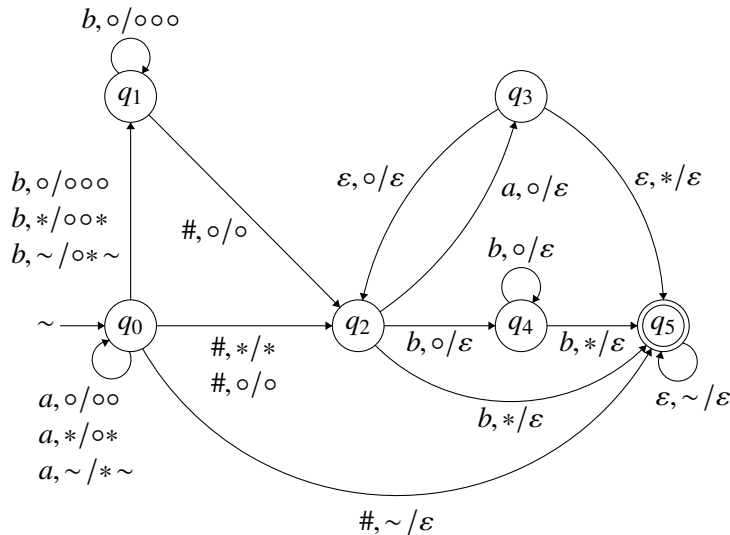 b, ∘/∘∘∘
q₁
q₃
b, ∘/∘∘∘
b, ∗/∘∘∗
b, ∼/∘∗∼
#, ∘/∘
ε, ∘/ε
a, ∘/ε
ε, ∗/ε
b, ∘/ε
∼
q₀
q₂
q₄
q₅
#, ∗/∗
#, ∘/∘
b, ∘/ε
b, ∗/ε
a, ∘/∘∘
a, ∗/∘∗
a, ∼/∗∼
b, ∗/ε
ε, ∼/ε
#, ∼/ε